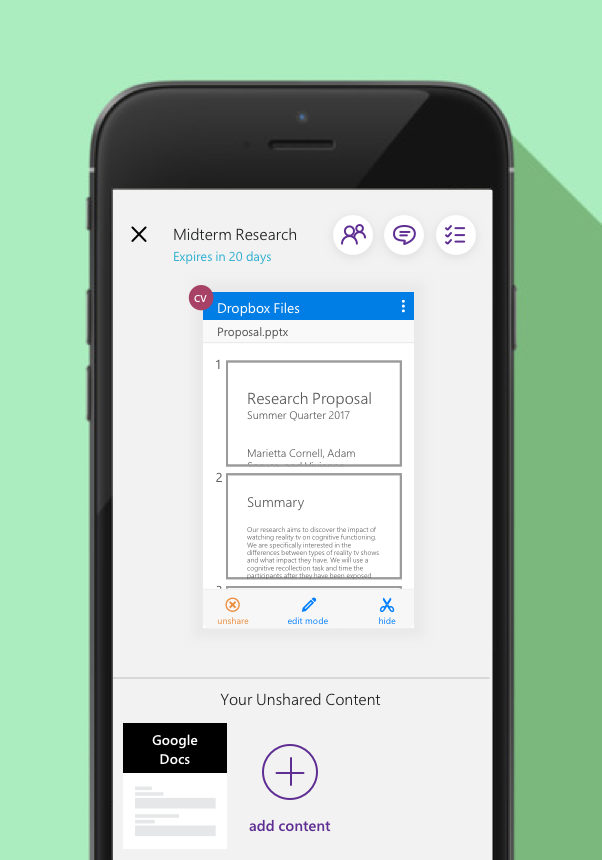 Midterm Research
Expires in 20 days
CV
Dropbox Files
Proposal.pptx
1
Research Proposal
Summer Quarter 2017
Marietta Cornell, Adam
2
Summary
Our research aims to discover the impact of
watching reality tv on cognitive functioning.
We are specifically interested in the
differences between types of reality tv shows
and what impact they have. We will use a
cognitive recollection task and time the
participants after they have been exposed
unshare
edit mode
hide
Your Unshared Content
Google
Docs
add content